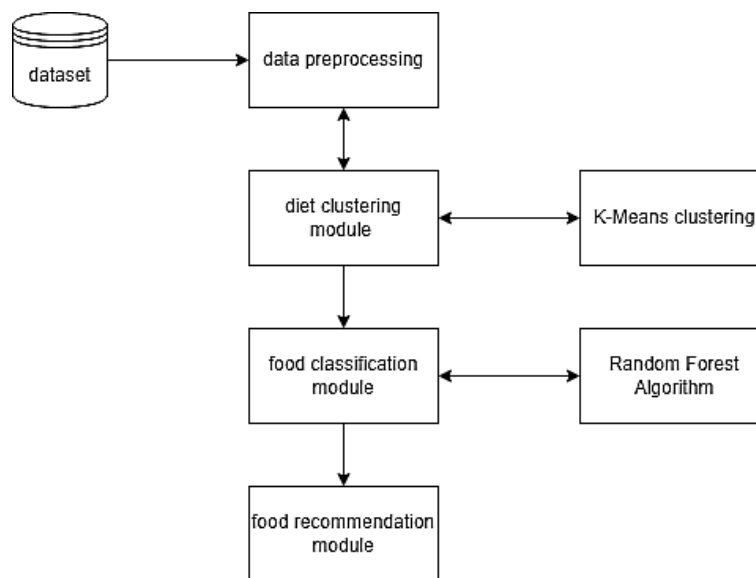 dataset
data preprocessing
diet clustering
module
K-Means clustering
food classification
module
Random Forest
Algorithm
food recommendation
module